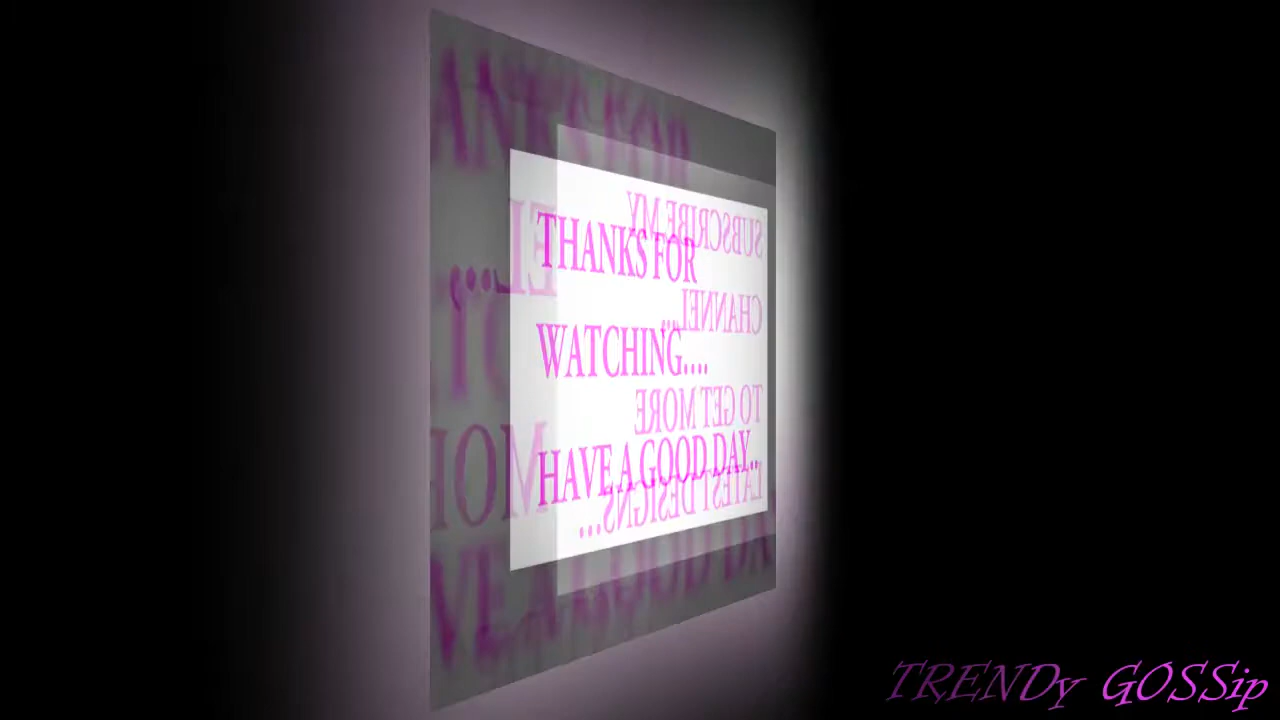 THANKS FOR
WATCHING....
HAVE A GOOD DAY..
SUBSCRIBE MY
CHANNEL...
TO GET MORE
LATEST DESIGNS...
TRENDy GOSSip